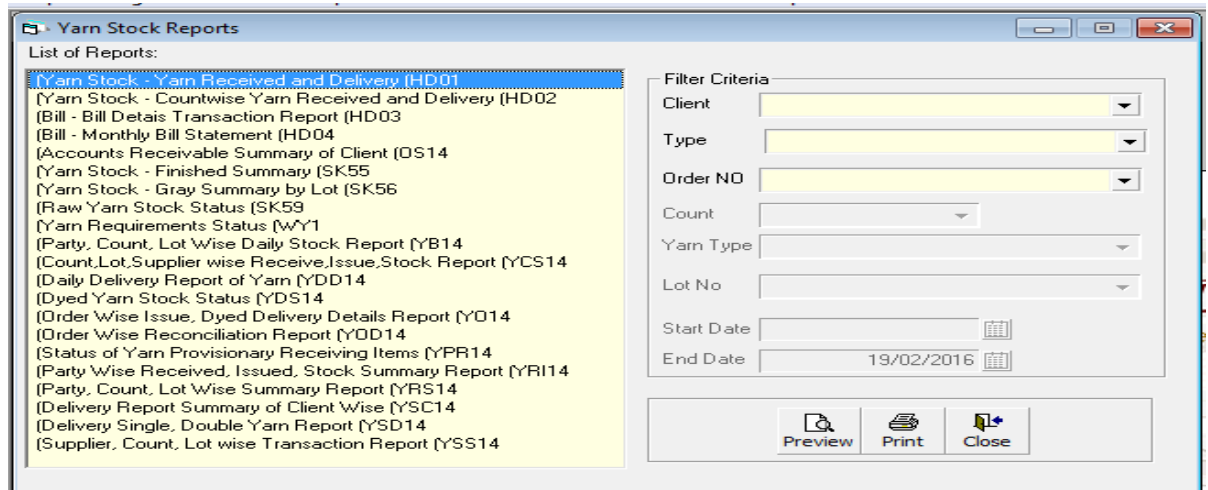 Yarn Stock Reports
List of Reports:
(Yarn Stock - Yarn Received and Delivery (HD01
(Yarn Stock - Countwise Yarn Received and Delivery (HD02
(Bill - Bill Detais Transaction Report (HD03
(Bill - Monthly Bill Statement (HD04
(Accounts Receivable Summary of Client (OS14
(Yarn Stock - Finished Summary (SK55
(Yarn Stock - Gray Summary by Lot (SK56
(Raw Yarn Stock Status (SK59
(Yarn Requirements Status (WY1
(Party, Count, Lot Wise Daily Stock Report (YB14
(Count,Lot,Supplier wise Receive,Issue,Stock Report (YCS14
(Daily Delivery Report of Yarn (YDD14
(Dyed Yarn Stock Status (YDS14
(Order Wise Issue, Dyed Delivery Details Report (YO14
(Order Wise Reconciliation Report (YOD14
(Status of Yarn Provisionary Receiving Items (YPR14
(Party Wise Received, Issued, Stock Summary Report (YRI14
(Party, Count, Lot Wise Summary Report (YRS14
(Delivery Report Summary of Client Wise (YSC14
(Delivery Single, Double Yarn Report (YSD14
(Supplier, Count, Lot wise Transaction Report (YSS14
Filter Criteria
Client
Type
Order NO
Count
Yarn Type
Lot No
Start Date
End Date 19/02/2016
Preview Print Close